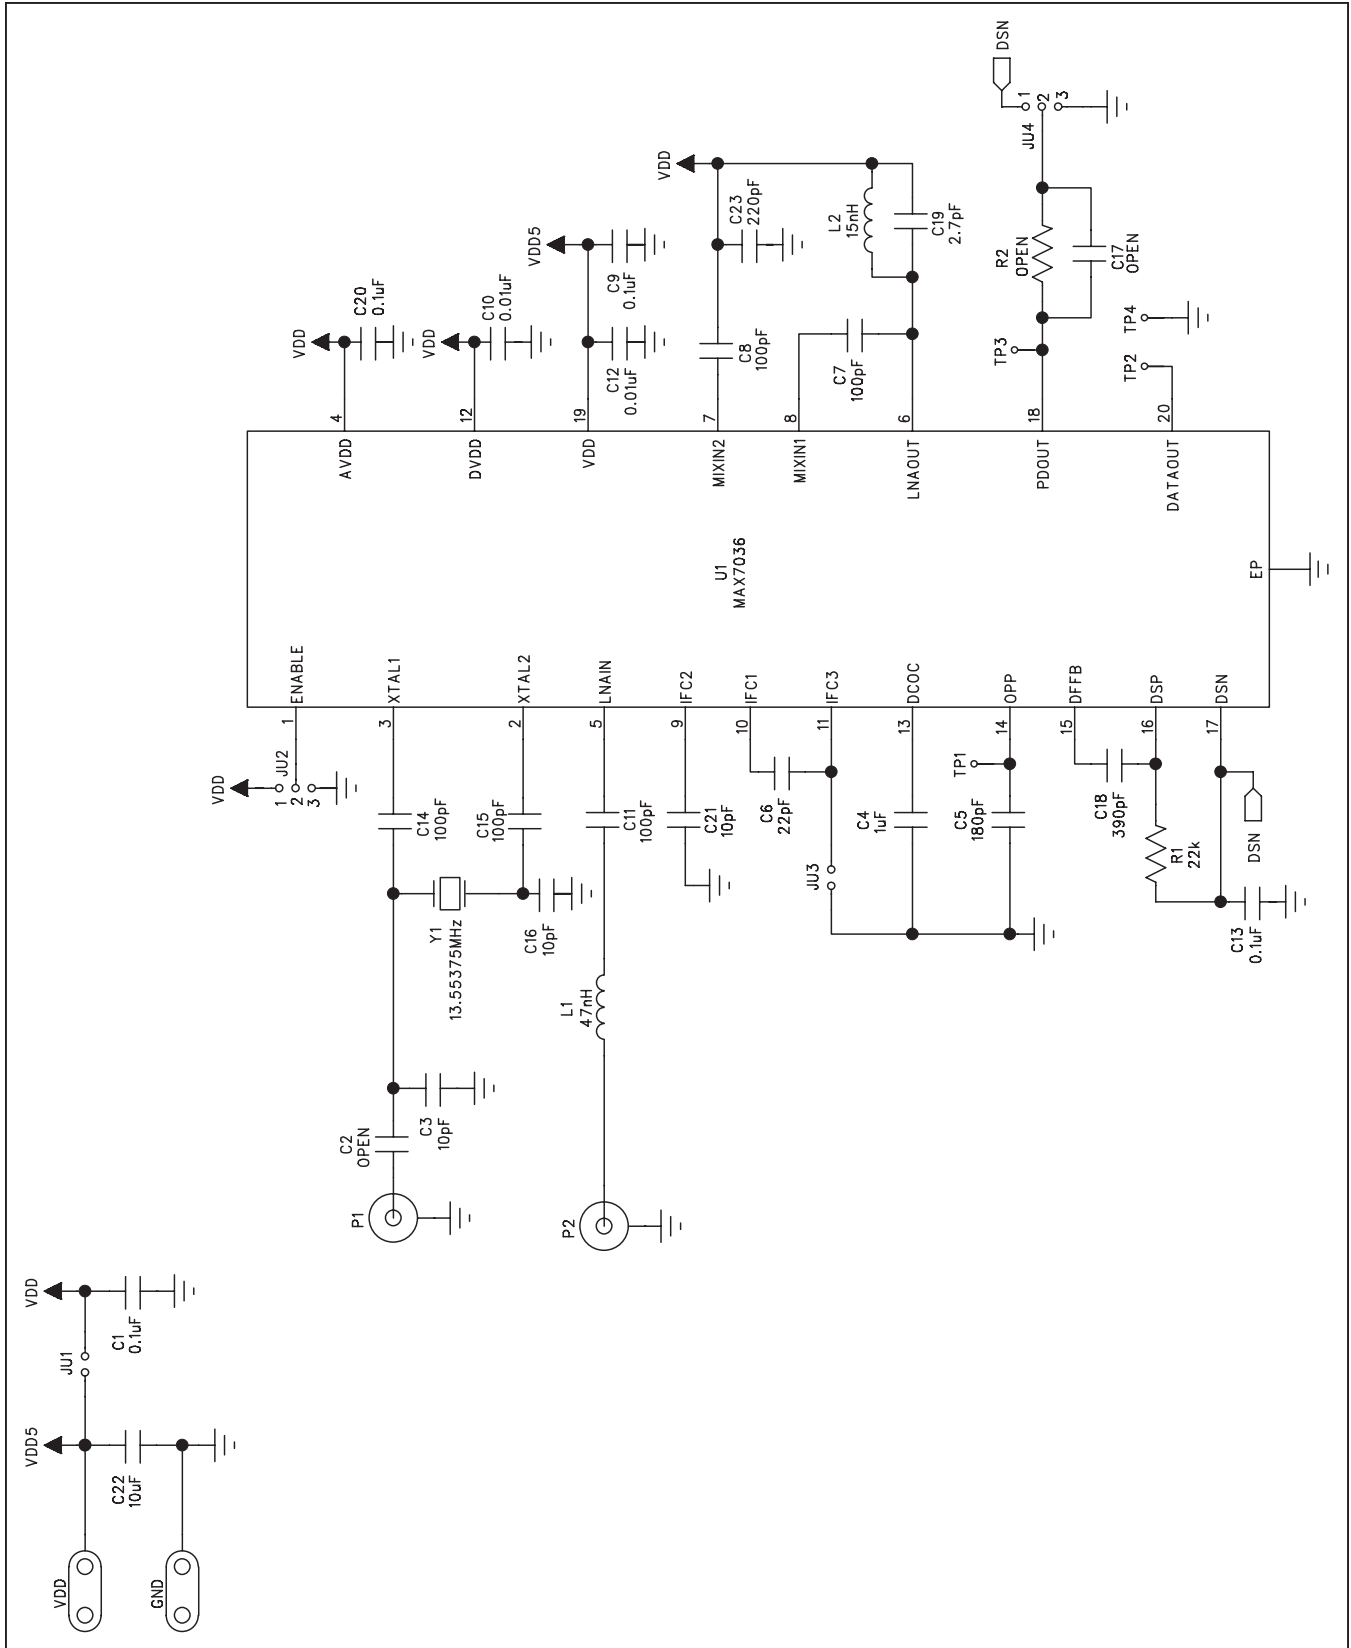 VDD
GND
VDD5
C22
10uF
JU1
VDD
C1
0.1uF
P1
C2
OPEN
C3
10pF
Y1
13.55375MHz
C14
100pF
C15
100pF
C16
10pF
P2
L1
47nH
C11
100pF
C21
10pF
C6
22pF
JU3
C4
1uF
TP1
C5
180pF
C18
390pF
R1
22k
C13
0.1uF
DSN
VDD
JU2
1
2
3
1
ENABLE
3
XTAL1
2
XTAL2
5
LNAIN
9
IFC2
10
IFC1
11
IFC3
13
DCOC
14
OPP
15
DFFB
16
DSP
17
DSN
U1
MAX7036
EP
AVDD
4
DVDD
12
VDD
19
MIXIN2
7
MIXIN1
8
LNAOUT
6
PDOUT
18
DATAOUT
20
VDD
C20
0.1uF
VDD
C10
0.01uF
VDD5
C12
0.01uF
C9
0.1uF
VDD
C8
100pF
C23
220pF
C7
100pF
L2
15nH
C19
2.7pF
TP3
R2
OPEN
C17
OPEN
JU4
1
2
3
DSN
TP2
TP4